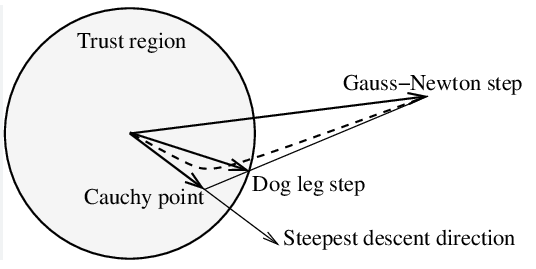 Trust region
Gauss−Newton step
Cauchy point
Dog leg step
Steepest descent direction